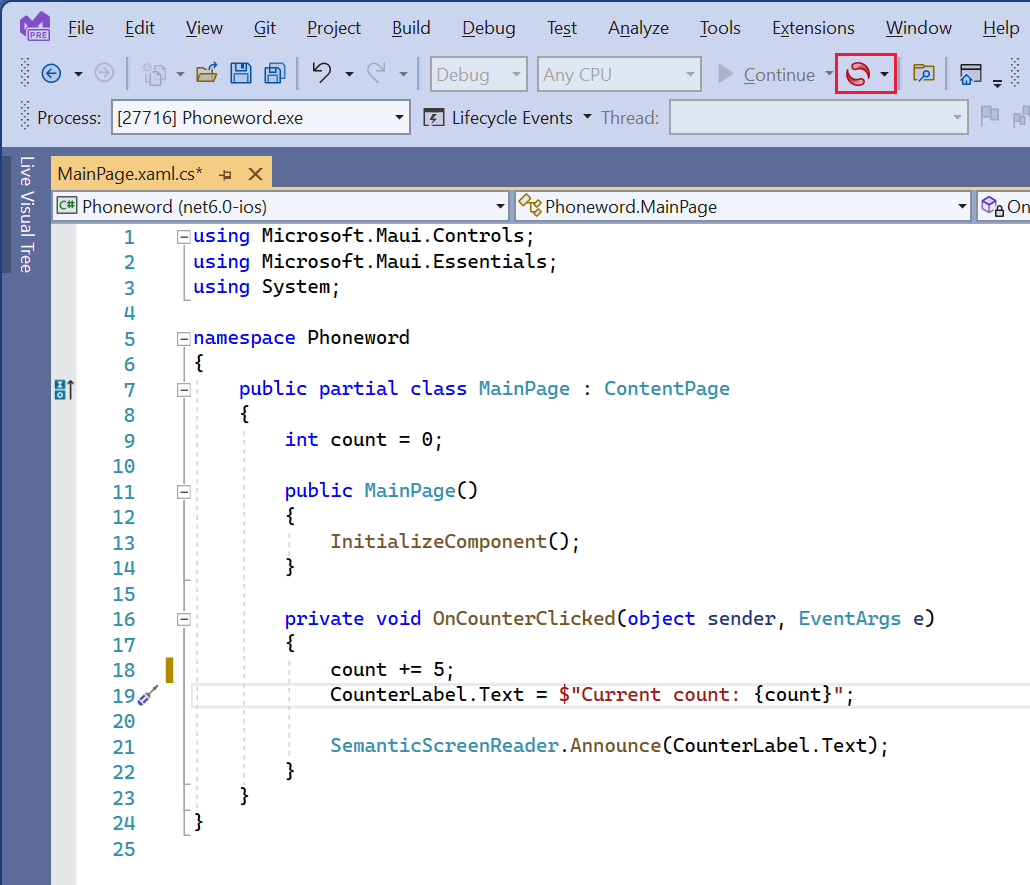 File Edit View Git Project Build Debug Test Analyze Tools Extensions Window Help
PRE
Debug Any CPU Continue
Process: [27716] Phoneword.exe Lifecycle Events Thread:
Live Visual Tree
MainPage.xaml.cs*
C# Phoneword (net6.0-ios) Phoneword.MainPage On
1 using Microsoft.Maui.Controls;
2 using Microsoft.Maui.Essentials;
3 using System;
4
5 namespace Phoneword
6 {
7 public partial class MainPage : ContentPage
8 {
9 int count = 0;
10
11 public MainPage()
12 {
13 InitializeComponent();
14 }
15
16 private void OnCounterClicked(object sender, EventArgs e)
17 {
18 count += 5;
19 CounterLabel.Text = $"Current count: {count}";
20
21 SemanticScreenReader.Announce(CounterLabel.Text);
22 }
23 }
24 }
25